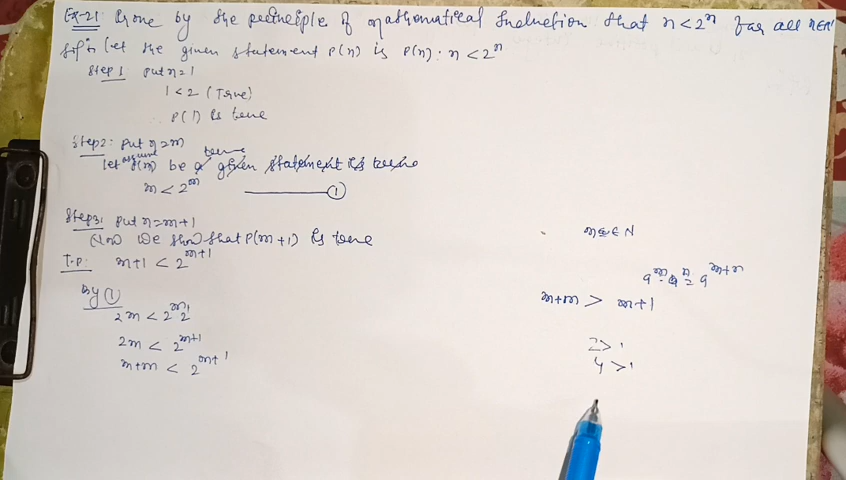 Ex-21 Prove by the principle of mathematical Induction that n < 2ⁿ for all n∈N
Solⁿ: Let the given statement P(n) is P(n): n < 2ⁿ
Step 1 put n = 1
1 < 2 (True)
∴ P(1) is true
Step 2: put n = m
let assume P(m) be true
m < 2^m ——— ①
Step 3: put n = m+1
Now we show that P(m+1) is true
m ∈ N
T.P: m+1 < 2^{m+1}
a^m · a^n = a^{m+n}
By ①
m+m > m+1
2m < 2^m 2^1
2m < 2^{m+1}
2 > 1
m+m < 2^{m+1}
4 > 1